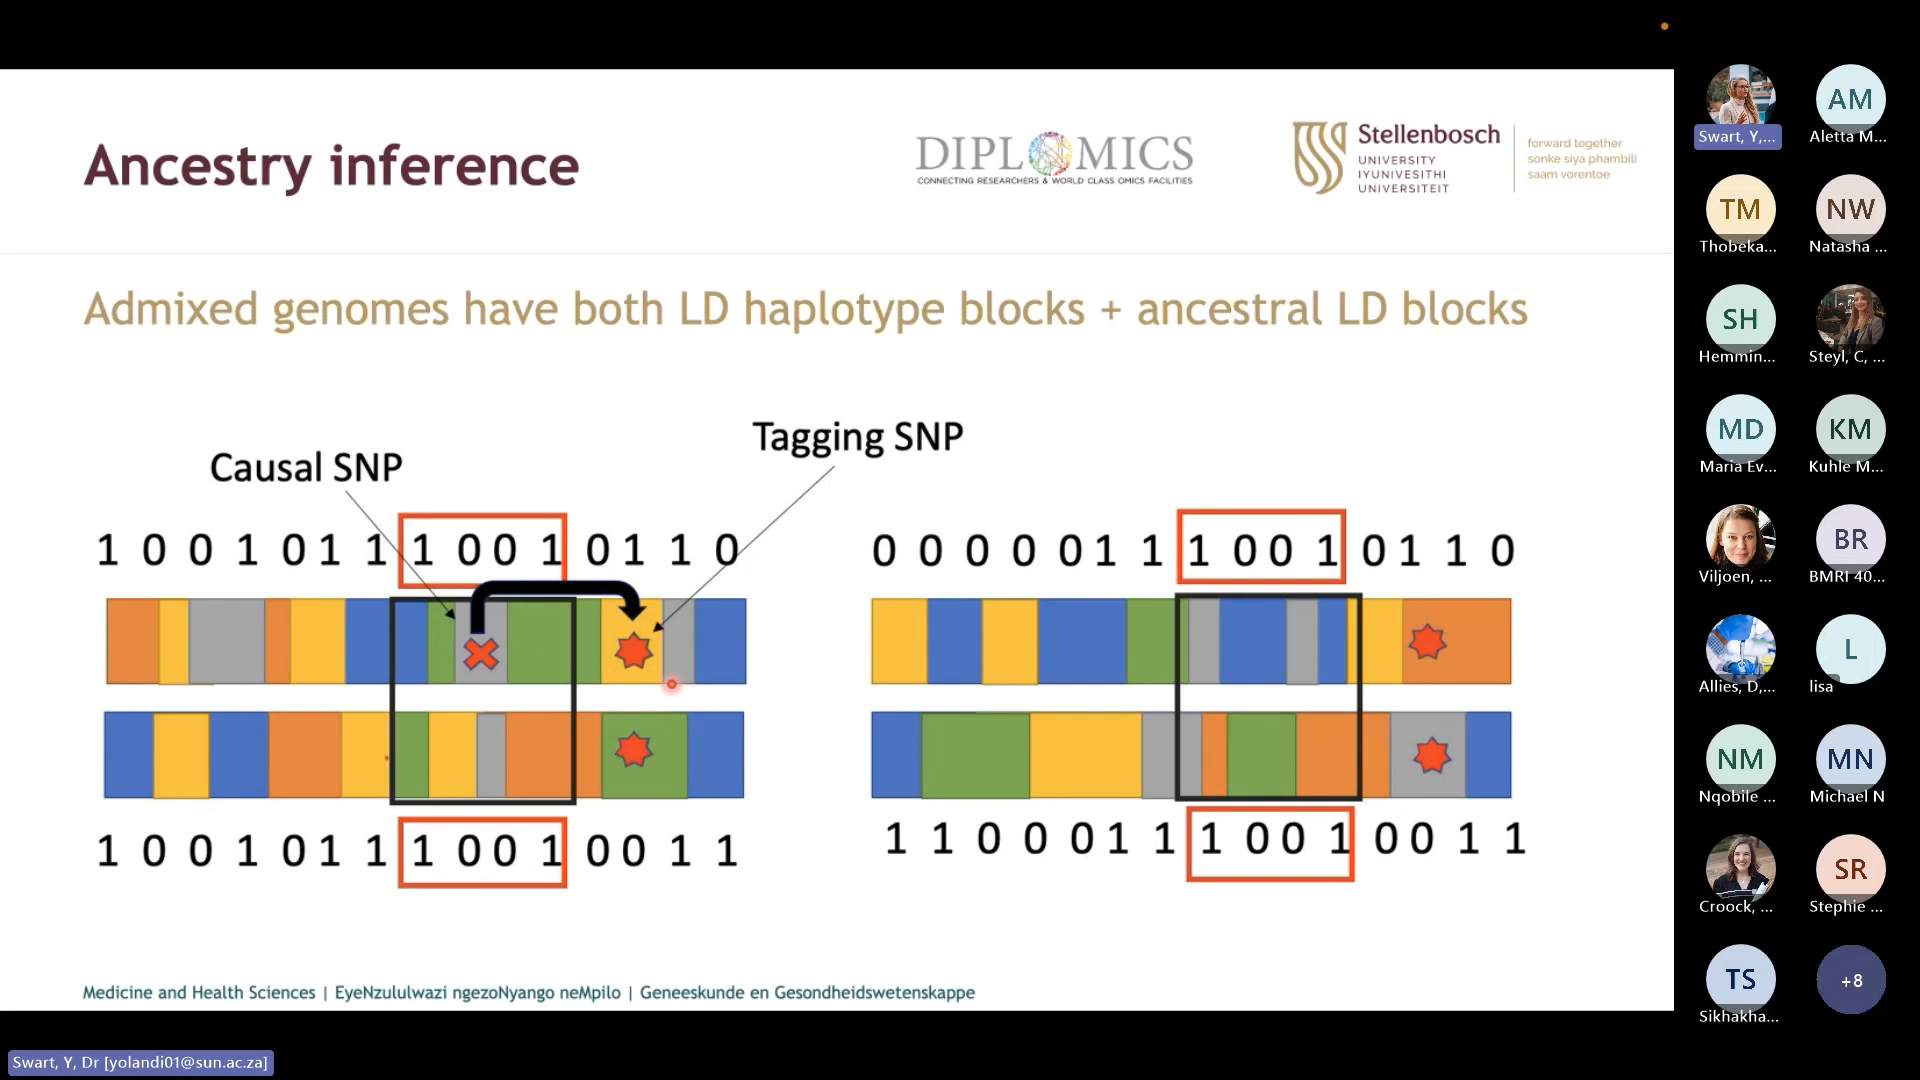 Ancestry inference
DIPLOMICS
CONNECTING RESEARCHERS & WORLD CLASS OMICS FACILITIES
Stellenbosch
UNIVERSITY
IYUNIVESITHI
UNIVERSITEIT
forward together
sonke siya phambili
saam vorentoe
Admixed genomes have both LD haplotype blocks + ancestral LD blocks
Causal SNP
Tagging SNP
1 0 0 1 0 1 1 1 0 0 1 0 1 1 0
0 0 0 0 0 1 1 1 0 0 1 0 1 1 0
1 0 0 1 0 1 1 1 0 0 1 0 0 1 1
1 1 0 0 0 1 1 1 0 0 1 0 0 1 1
Medicine and Health Sciences | EyeNzululwazi ngezoNyango neMpilo | Geneeskunde en Gesondheidswetenskappe
Swart, Y, Dr [yolandi01@sun.ac.za]
Swart, Y,...
AM
Aletta M...
TM
Thobeka...
NW
Natasha ...
SH
Hemmin...
Steyl, C, ...
MD
Maria Ev...
KM
Kuhle M...
Viljoen, ...
BR
BMRI 40...
Allies, D,...
L
lisa
NM
Nqobile ...
MN
Michael N
Croock, ...
SR
Stephie ...
TS
Sikhakha...
+8